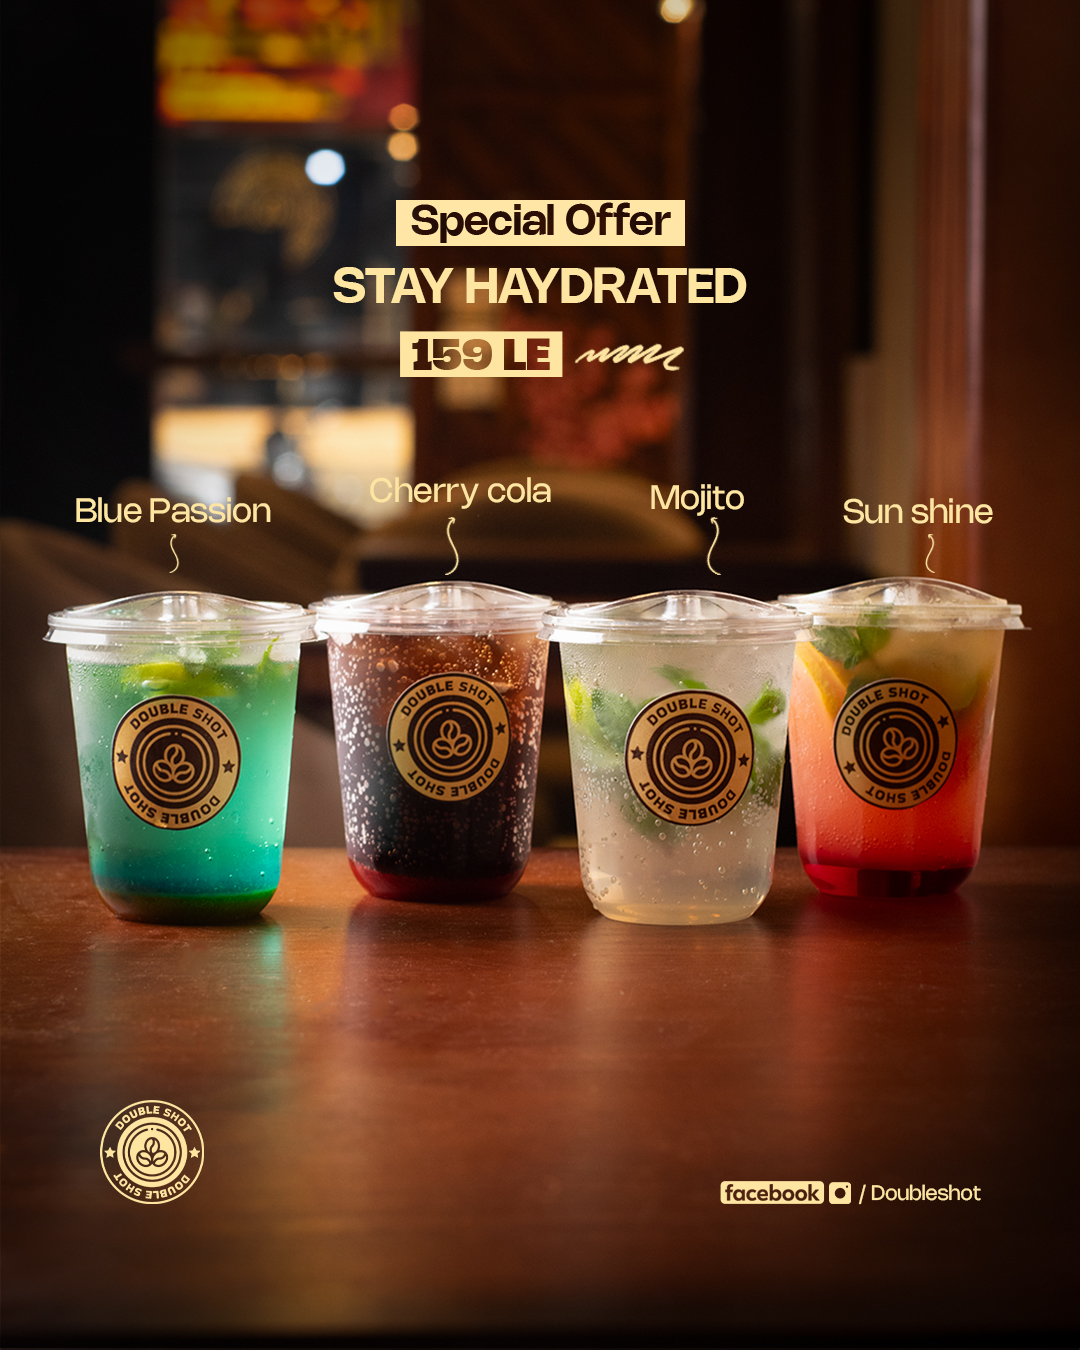 Special Offer
STAY HAYDRATED
159 LE
Blue Passion
Cherry cola
Mojito
Sun shine
DOUBLE SHOT
DOUBLE SHOT
DOUBLE SHOT
DOUBLE SHOT
DOUBLE SHOT
DOUBLE SHOT
DOUBLE SHOT
DOUBLE SHOT
DOUBLE SHOT
DOUBLE SHOT
facebook / Doubleshot